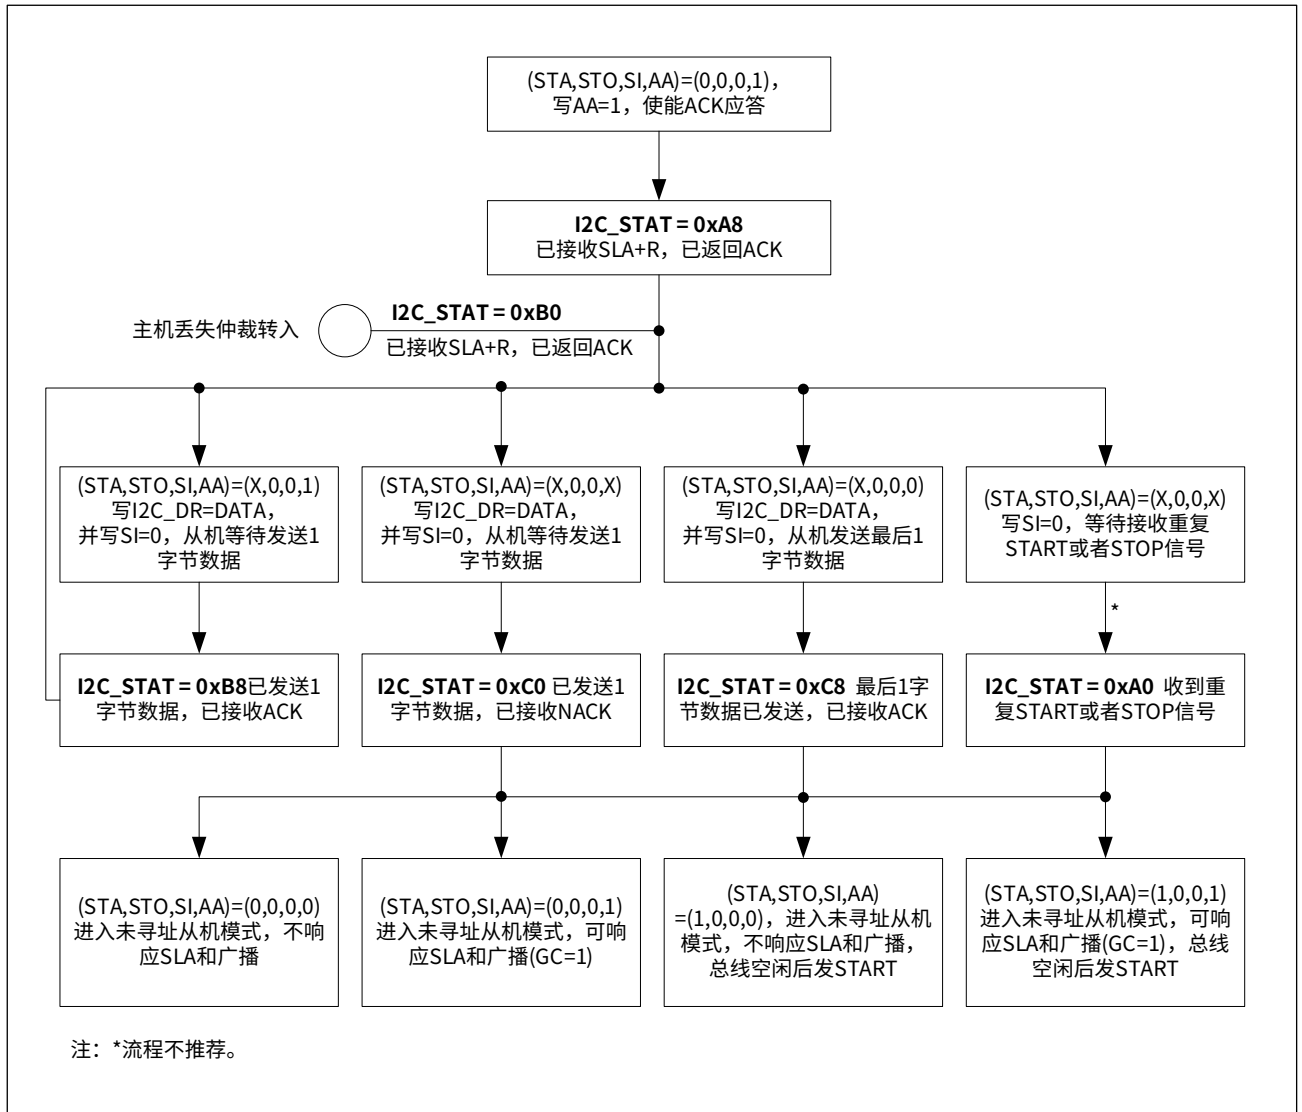 (STA,STO,SI,AA)=(0,0,0,1)，
写AA=1，使能ACK应答
I2C_STAT = 0xA8
已接收SLA+R，已返回ACK
主机丢失仲裁转入
I2C_STAT = 0xB0
已接收SLA+R，已返回ACK
(STA,STO,SI,AA)=(X,0,0,1)
写I2C_DR=DATA，
并写SI=0，从机等待发送1
字节数据
(STA,STO,SI,AA)=(X,0,0,X)
写I2C_DR=DATA，
并写SI=0，从机等待发送1
字节数据
(STA,STO,SI,AA)=(X,0,0,0)
写I2C_DR=DATA，
并写SI=0，从机发送最后1
字节数据
(STA,STO,SI,AA)=(X,0,0,X)
写SI=0，等待接收重复
START或者STOP信号
*
I2C_STAT = 0xB8已发送1
字节数据，已接收ACK
I2C_STAT = 0xC0 已发送1
字节数据，已接收NACK
I2C_STAT = 0xC8 最后1字
节数据已发送，已接收ACK
I2C_STAT = 0xA0 收到重
复START或者STOP信号
(STA,STO,SI,AA)=(0,0,0,0)
进入未寻址从机模式，不响
应SLA和广播
(STA,STO,SI,AA)=(0,0,0,1)
进入未寻址从机模式，可响
应SLA和广播(GC=1)
(STA,STO,SI,AA)
=(1,0,0,0)，进入未寻址从机
模式，不响应SLA和广播，
总线空闲后发START
(STA,STO,SI,AA)=(1,0,0,1)
进入未寻址从机模式，可响
应SLA和广播(GC=1)，总线
空闲后发START
注：*流程不推荐。